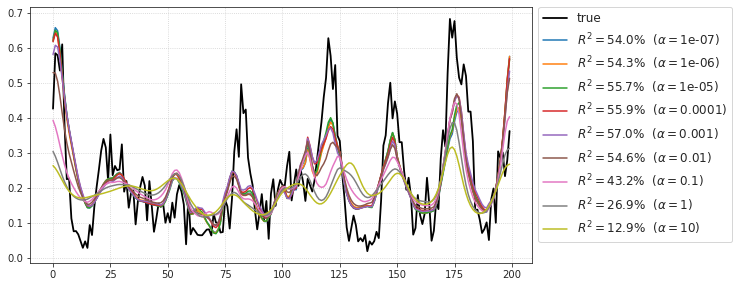 0.7
0.6
0.5
0.4
0.3
0.2
0.1
0.0
0 25 50 75 100 125 150 175 200
true
R² = 54.0% (α = 1e-07)
R² = 54.3% (α = 1e-06)
R² = 55.7% (α = 1e-05)
R² = 55.9% (α = 0.0001)
R² = 57.0% (α = 0.001)
R² = 54.6% (α = 0.01)
R² = 43.2% (α = 0.1)
R² = 26.9% (α = 1)
R² = 12.9% (α = 10)